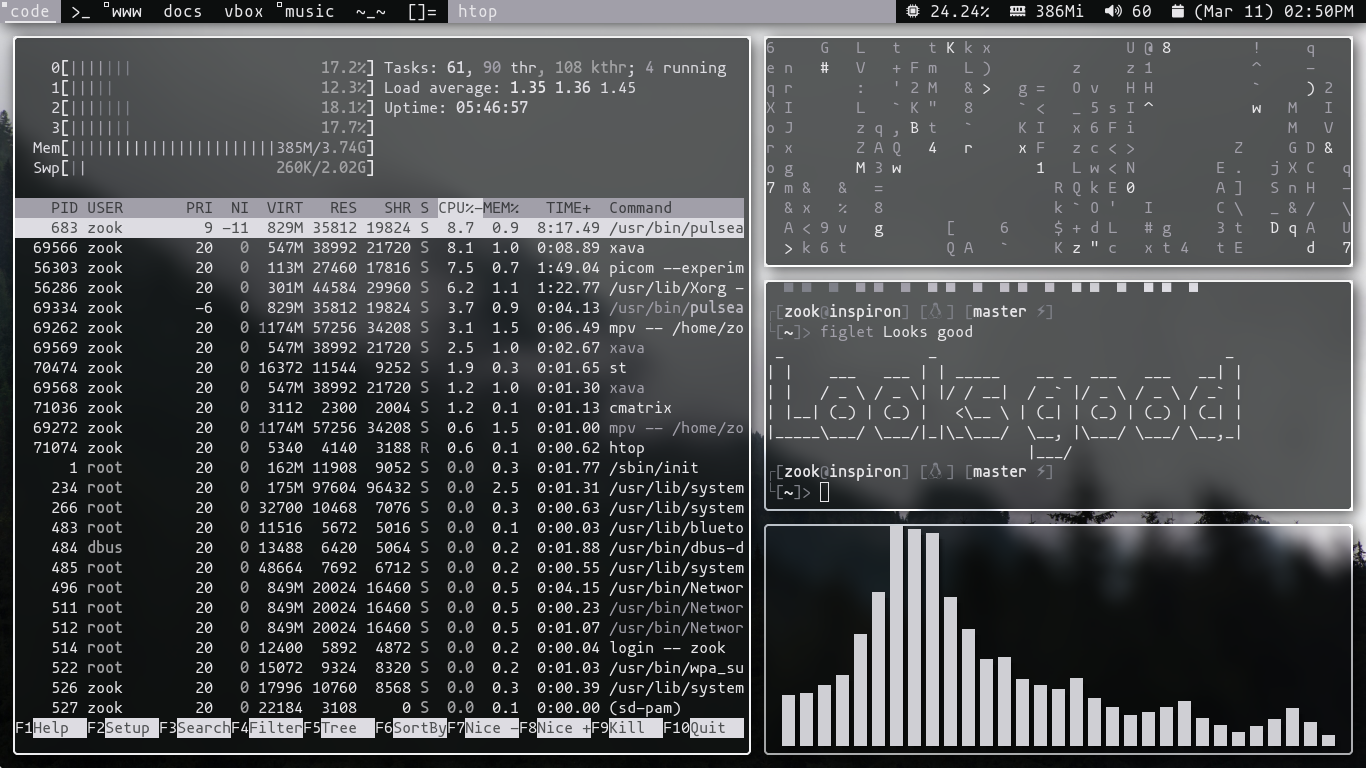 code >_ www docs vbox music ~_~ []= htop 24.24% 386Mi 60 (Mar 11) 02:50PM
0[||||||| 17.2%] Tasks: 61, 90 thr, 108 kthr; 4 running
1[||||| 12.3%] Load average: 1.35 1.36 1.45
2[||||||| 18.1%] Uptime: 05:46:57
3[||||||| 17.7%]
Mem[|||||||||||||||||||||||385M/3.74G]
Swp[|| 260K/2.02G]
PID USER PRI NI VIRT RES SHR S CPU%-MEM% TIME+ Command
683 zook 9 -11 829M 35812 19824 S 8.7 0.9 8:17.49 /usr/bin/pulsea
69566 zook 20 0 547M 38992 21720 S 8.1 1.0 0:08.89 xava
56303 zook 20 0 113M 27460 17816 S 7.5 0.7 1:49.04 picom --experim
56286 zook 20 0 301M 44584 29960 S 6.2 1.1 1:22.77 /usr/lib/Xorg -
69334 zook -6 0 829M 35812 19824 S 3.7 0.9 0:04.13 /usr/bin/pulsea
69262 zook 20 0 1174M 57256 34208 S 3.1 1.5 0:06.49 mpv -- /home/zo
69569 zook 20 0 547M 38992 21720 S 2.5 1.0 0:02.67 xava
70474 zook 20 0 16372 11544 9252 S 1.9 0.3 0:01.65 st
69568 zook 20 0 547M 38992 21720 S 1.2 1.0 0:01.30 xava
71036 zook 20 0 3112 2300 2004 S 1.2 0.1 0:01.13 cmatrix
69272 zook 20 0 1174M 57256 34208 S 0.6 1.5 0:01.00 mpv -- /home/zo
71074 zook 20 0 5340 4140 3188 R 0.6 0.1 0:00.62 htop
1 root 20 0 162M 11908 9052 S 0.0 0.3 0:01.77 /sbin/init
234 root 20 0 175M 97604 96432 S 0.0 2.5 0:01.31 /usr/lib/system
266 root 20 0 32700 10468 7076 S 0.0 0.3 0:00.63 /usr/lib/system
483 root 20 0 11516 5672 5016 S 0.0 0.1 0:00.03 /usr/lib/blueto
484 dbus 20 0 13488 6420 5064 S 0.0 0.2 0:01.88 /usr/bin/dbus-d
485 root 20 0 48664 7692 6712 S 0.0 0.2 0:00.55 /usr/lib/system
496 root 20 0 849M 20024 16460 S 0.0 0.5 0:04.15 /usr/bin/Networ
511 root 20 0 849M 20024 16460 S 0.0 0.5 0:00.23 /usr/bin/Networ
512 root 20 0 849M 20024 16460 S 0.0 0.5 0:01.07 /usr/bin/Networ
514 root 20 0 12400 5892 4872 S 0.0 0.2 0:00.04 login -- zook
522 root 20 0 15072 9324 8320 S 0.0 0.2 0:01.03 /usr/bin/wpa_su
526 zook 20 0 17996 10760 8568 S 0.0 0.3 0:00.39 /usr/lib/system
527 zook 20 0 22184 3108 0 S 0.0 0.1 0:00.00 (sd-pam)
F1Help F2Setup F3SearchF4FilterF5Tree F6SortByF7Nice -F8Nice +F9Kill F10Quit
6 G L t t K k x U @ 8 ! q
e n # V + F m L ) z z 1 ^ -
q r : ' 2 M & > g = O v H H ` ) 2
X I L ` K " 8 ` < _ 5 s I ^ w M I
o J z q , B t ` K I x 6 F i M V
r x Z A Q 4 r x F z c < > Z G D &
o g M 3 w 1 L w < N E . j X C q
7 m & & = R Q k E 0 A ] S n H -
& x % 8 k ` O ' I C \ _ & / \
A < 9 v g [ 6 $ + d L # g 3 t D q A U
> k 6 t Q A ` K z " c x t 4 t E d 7
[zook@inspiron] [ ] [master ⚡]
[~]> figlet Looks good
Looks good
[zook@inspiron] [ ] [master ⚡]
[~]>